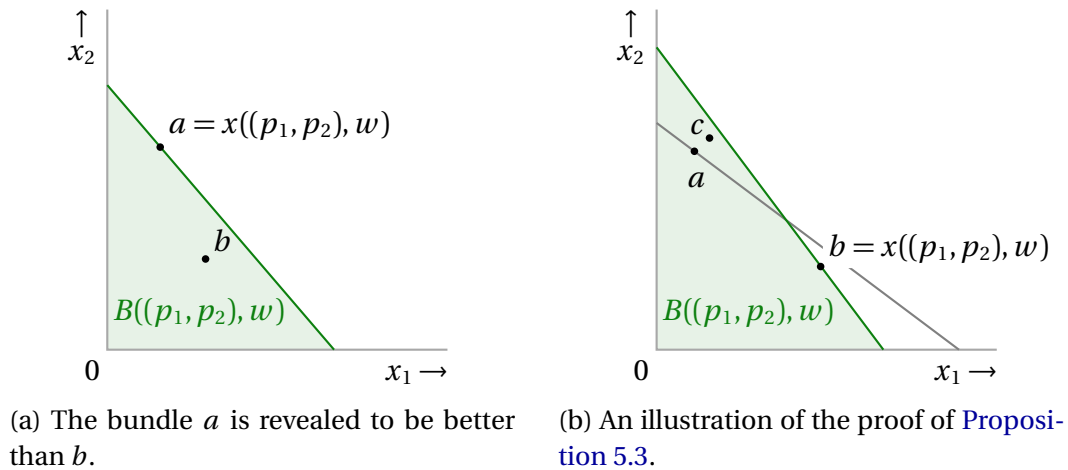 ↑
x₂
a = x((p₁, p₂), w)
b
B((p₁, p₂), w)
0
x₁ →
(a) The bundle a is revealed to be better
than b.
↑
x₂
c
a
b = x((p₁, p₂), w)
B((p₁, p₂), w)
0
x₁ →
(b) An illustration of the proof of Proposi-
tion 5.3.